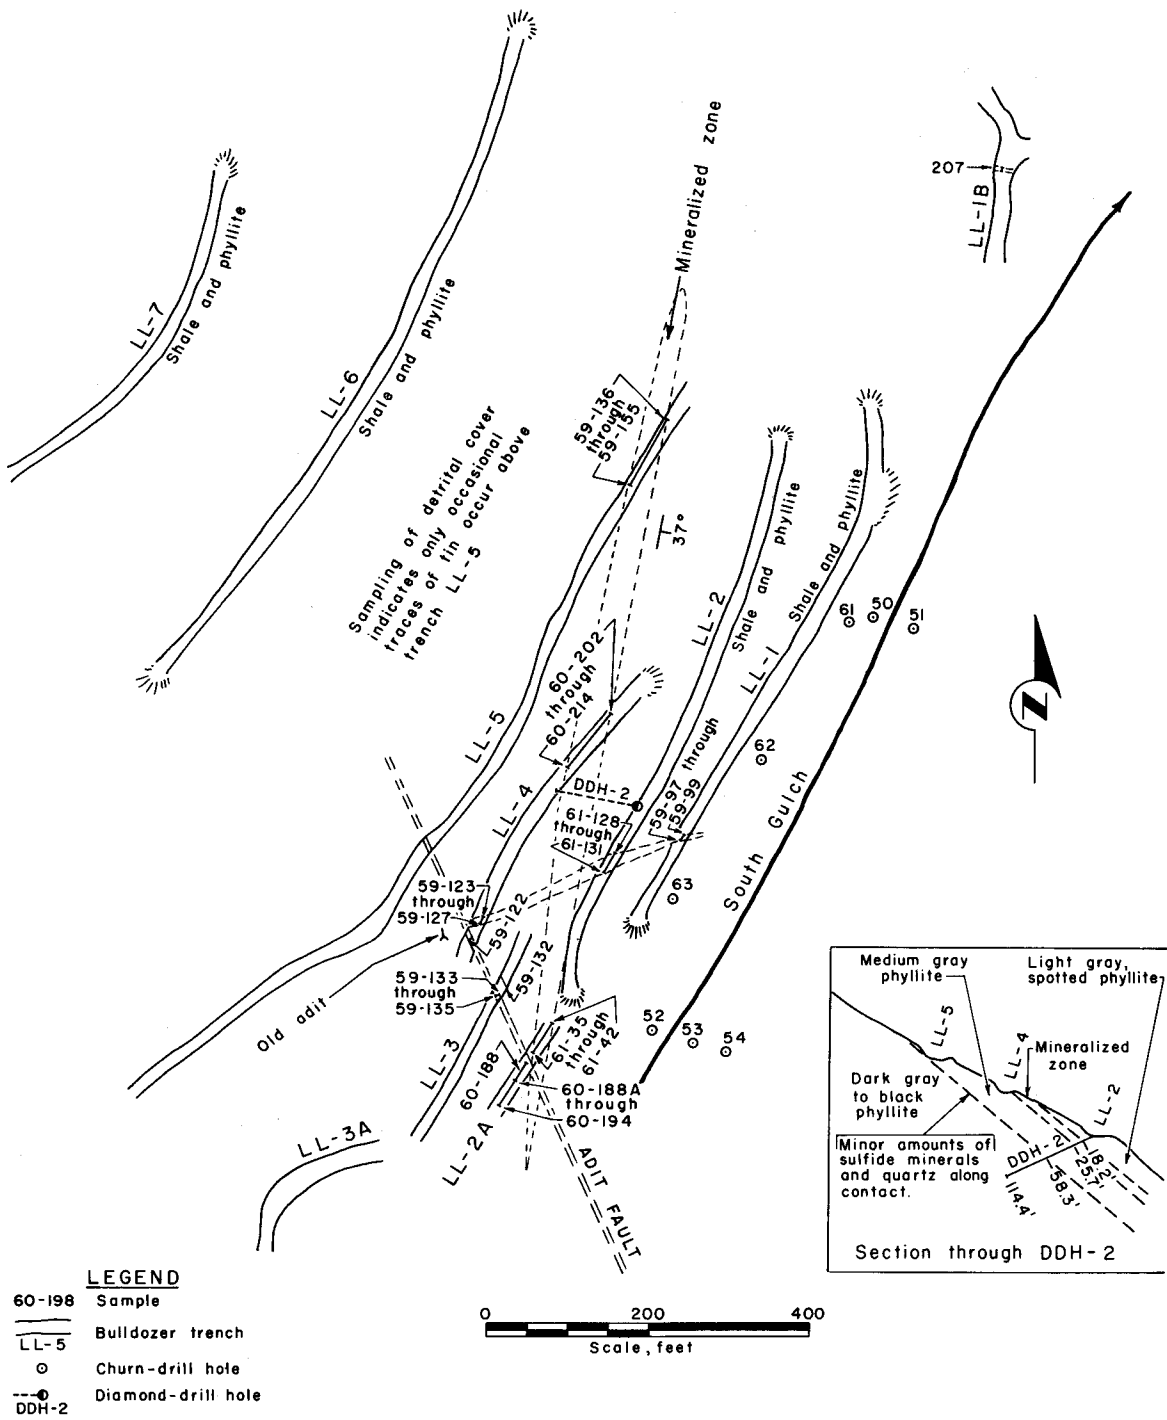 Mineralized zone
207
LL-1B
LL-7
Shale and phyllite
LL-6
Shale and phyllite
Sampling of detrital cover
indicates only occasional
traces of tin occur above
trench LL-5
59-136
through
59-155
37°
LL-2
Shale and phyllite
LL-1
Shale and phyllite
61
50
51
60-202
through
60-214
LL-5
62
Z
LL-4
DDH-2
59-97 through
59-99
61-128
through
61-131
South Gulch
63
59-123
through
59-127
59-122
59-132
59-133
through
59-135
Old adit
52
53
54
LL-3
60-188
61-35
through
61-42
60-188A
through
60-194
LL-3A
LL-2A
ADIT FAULT
Medium gray
phyllite
Light gray,
spotted phyllite
LL-5
LL-4
Mineralized
zone
LL-2
Dark gray
to black
phyllite
Minor amounts of
sulfide minerals
and quartz along
contact.
DDH-2
18.2'
25.7'
58.3'
114.4'
Section through DDH-2
LEGEND
60-198 Sample
LL-5 Bulldozer trench
Churn-drill hole
DDH-2 Diamond-drill hole
0 200 400
Scale, feet